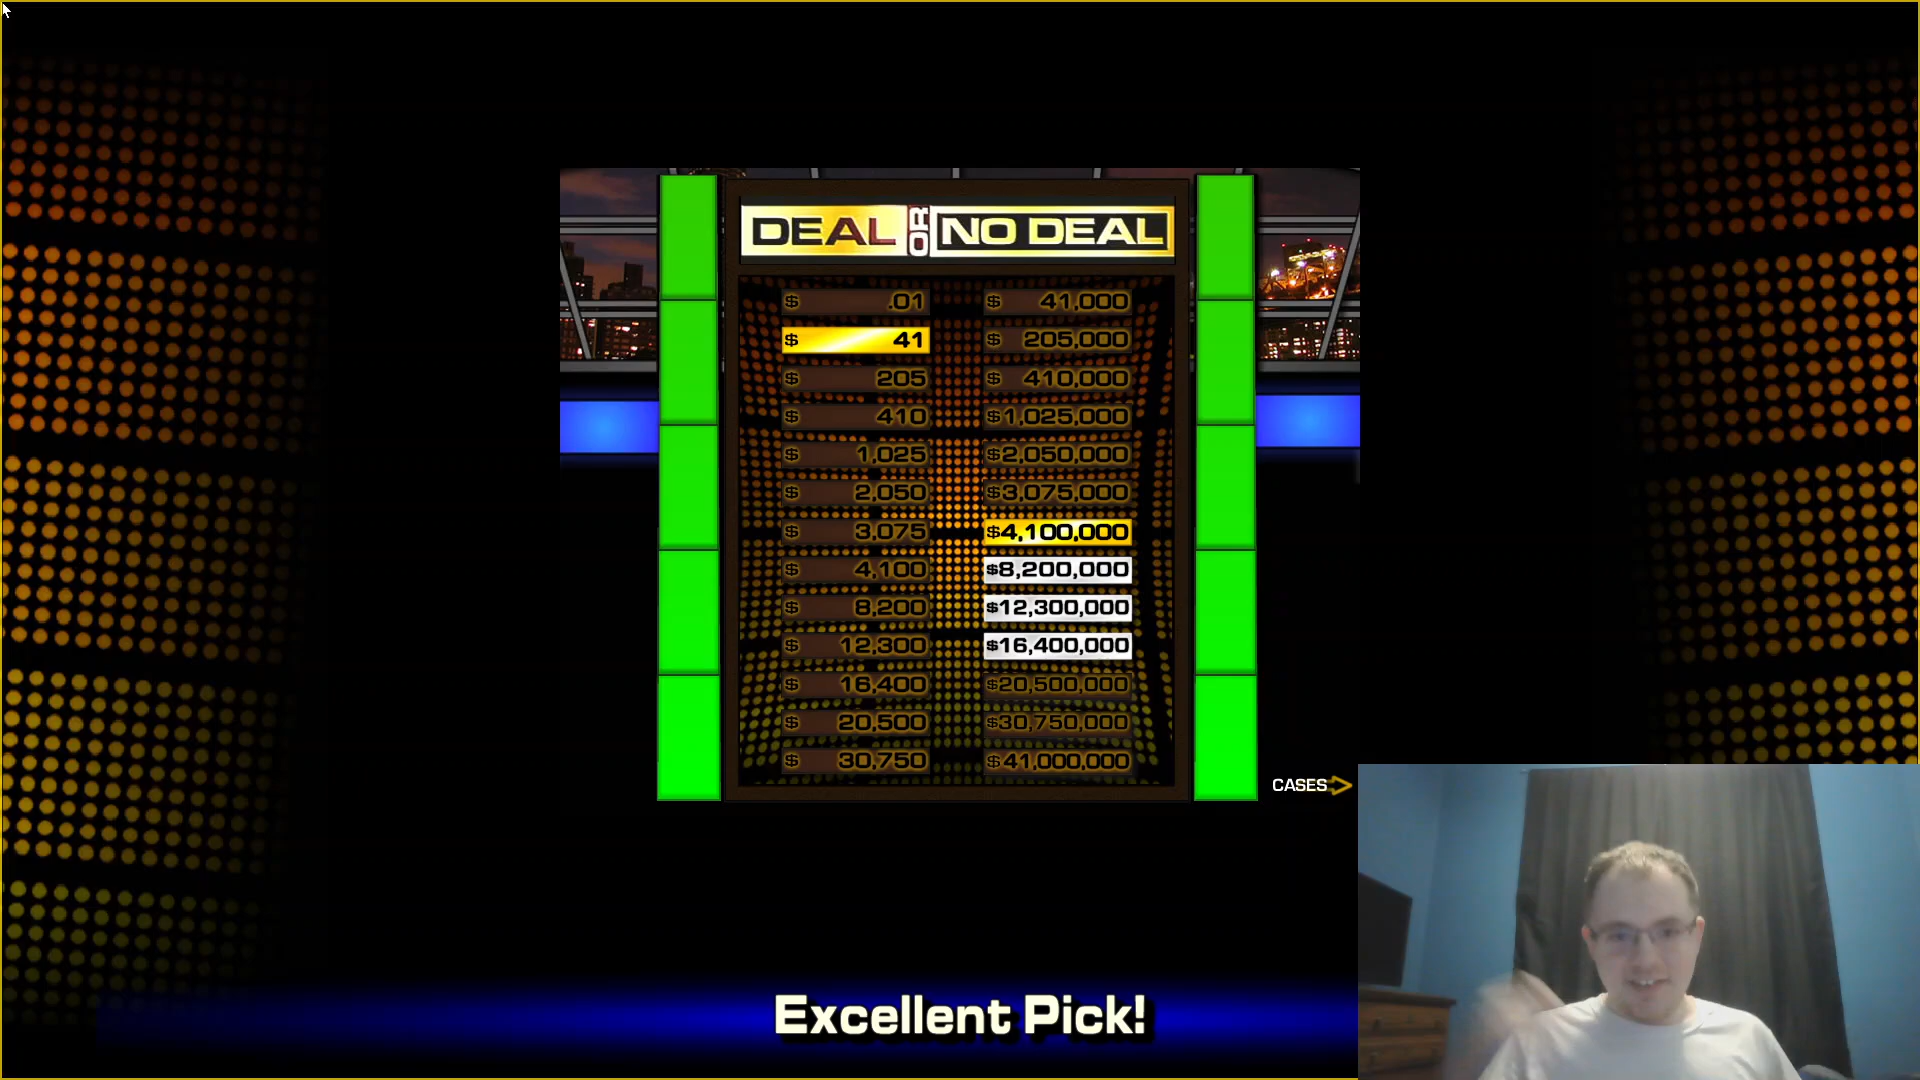 DEAL OR NO DEAL
$ .01 $ 41,000
$ 41 $ 205,000
$ 205 $ 410,000
$ 410 $1,025,000
$ 1,025 $2,050,000
$ 2,050 $3,075,000
$ 3,075 $4,100,000
$ 4,100 $8,200,000
$ 8,200 $12,300,000
$ 12,300 $16,400,000
$ 16,400 $20,500,000
$ 20,500 $30,750,000
$ 30,750 $41,000,000
CASES
Excellent Pick!